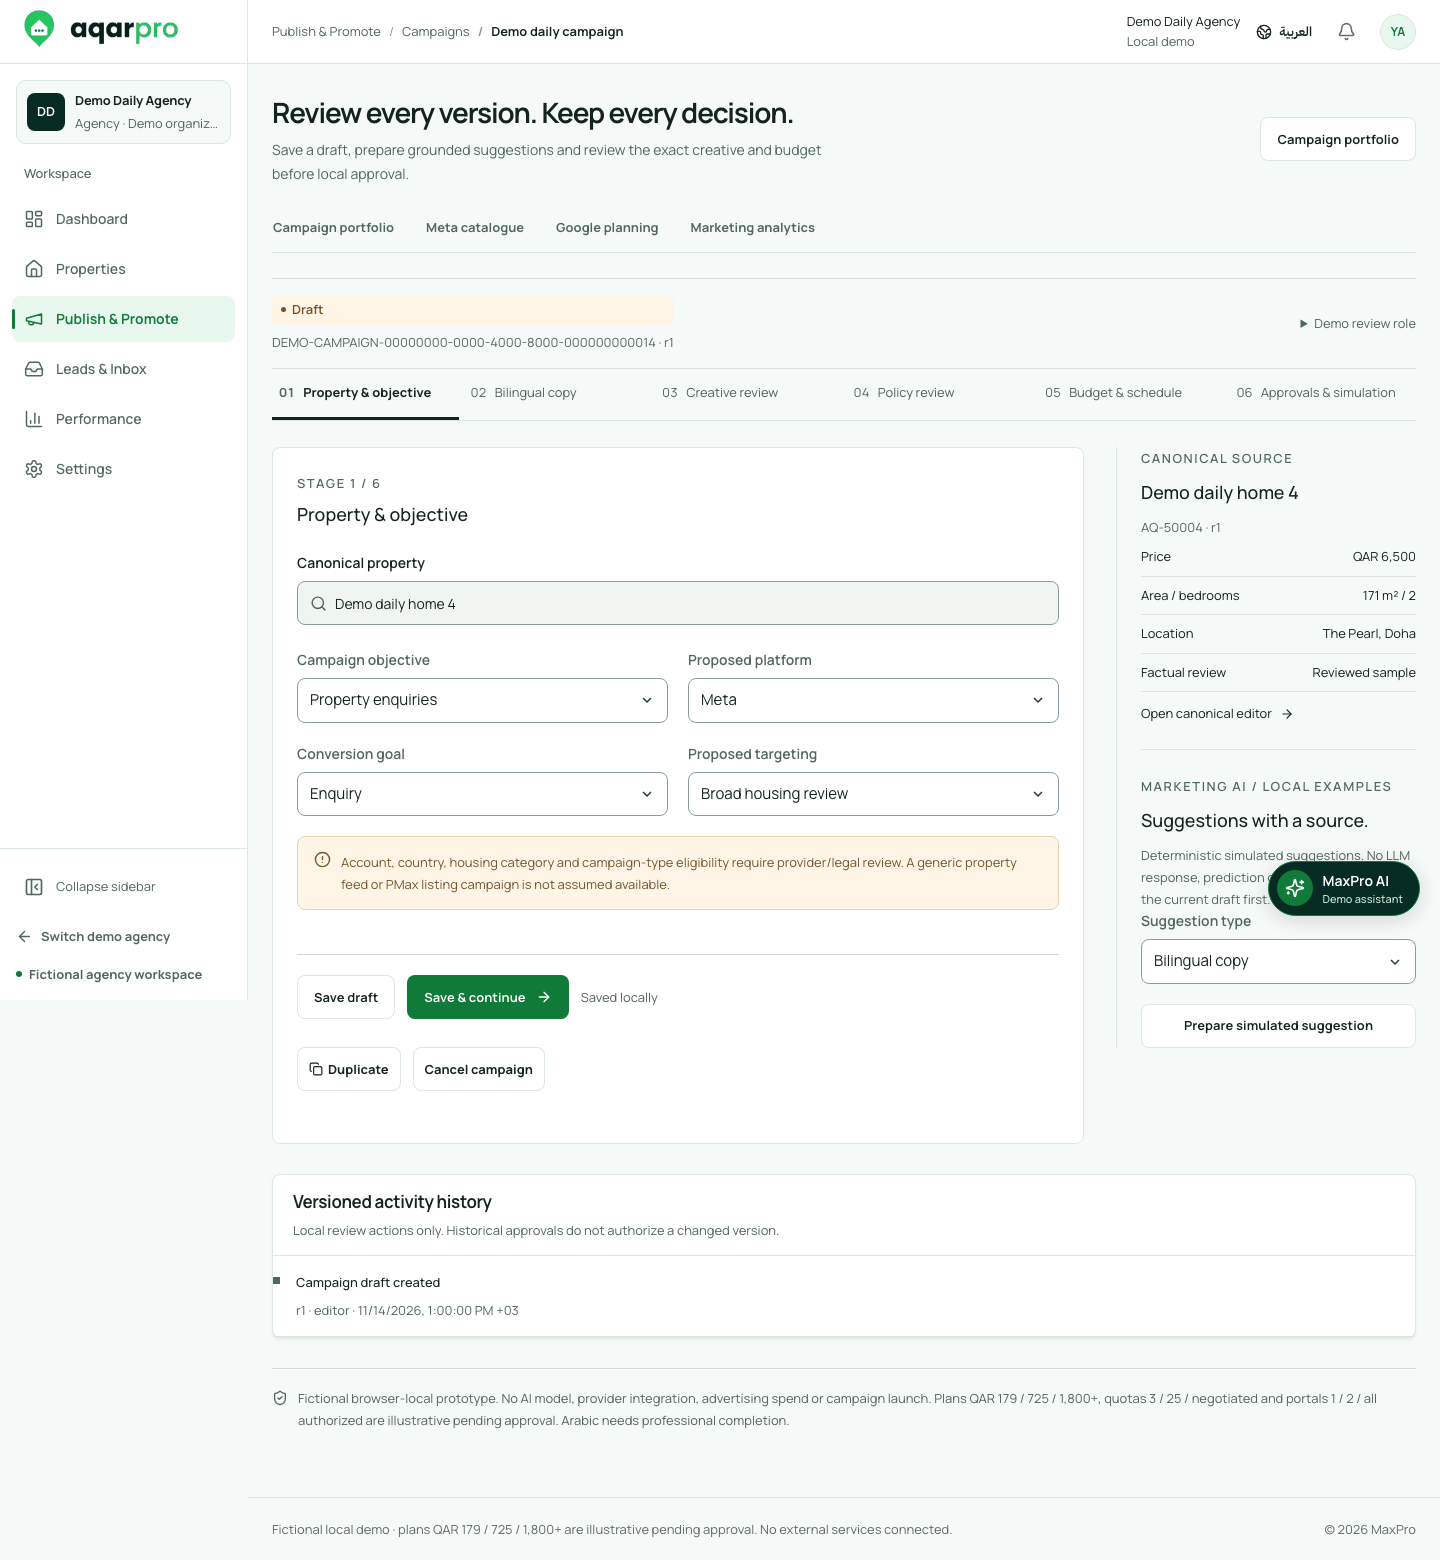 aqarpro
Publish & Promote / Campaigns / Demo daily campaign
Demo Daily Agency
Local demo
العربية
YA
DD
Demo Daily Agency
Agency · Demo organiz...
Workspace
Dashboard
Properties
Publish & Promote
Leads & Inbox
Performance
Settings
Collapse sidebar
Switch demo agency
Fictional agency workspace
Review every version. Keep every decision.
Save a draft, prepare grounded suggestions and review the exact creative and budget
before local approval.
Campaign portfolio
Campaign portfolio Meta catalogue Google planning Marketing analytics
Draft
DEMO-CAMPAIGN-00000000-0000-4000-8000-000000000014 · r1
Demo review role
01 Property & objective 02 Bilingual copy 03 Creative review 04 Policy review 05 Budget & schedule 06 Approvals & simulation
STAGE 1 / 6
Property & objective
Canonical property
Demo daily home 4
Campaign objective
Property enquiries
Proposed platform
Meta
Conversion goal
Enquiry
Proposed targeting
Broad housing review
Account, country, housing category and campaign-type eligibility require provider/legal review. A generic property
feed or PMax listing campaign is not assumed available.
Save draft
Save & continue
Saved locally
Duplicate
Cancel campaign
CANONICAL SOURCE
Demo daily home 4
AQ-50004 · r1
Price QAR 6,500
Area / bedrooms 171 m² / 2
Location The Pearl, Doha
Factual review Reviewed sample
Open canonical editor
MARKETING AI / LOCAL EXAMPLES
Suggestions with a source.
Deterministic simulated suggestions. No LLM
response, prediction
the current draft first.
MaxPro AI
Demo assistant
Suggestion type
Bilingual copy
Prepare simulated suggestion
Versioned activity history
Local review actions only. Historical approvals do not authorize a changed version.
Campaign draft created
r1 · editor · 11/14/2026, 1:00:00 PM +03
Fictional browser-local prototype. No AI model, provider integration, advertising spend or campaign launch. Plans QAR 179 / 725 / 1,800+, quotas 3 / 25 / negotiated and portals 1 / 2 / all
authorized are illustrative pending approval. Arabic needs professional completion.
Fictional local demo · plans QAR 179 / 725 / 1,800+ are illustrative pending approval. No external services connected.
© 2026 MaxPro